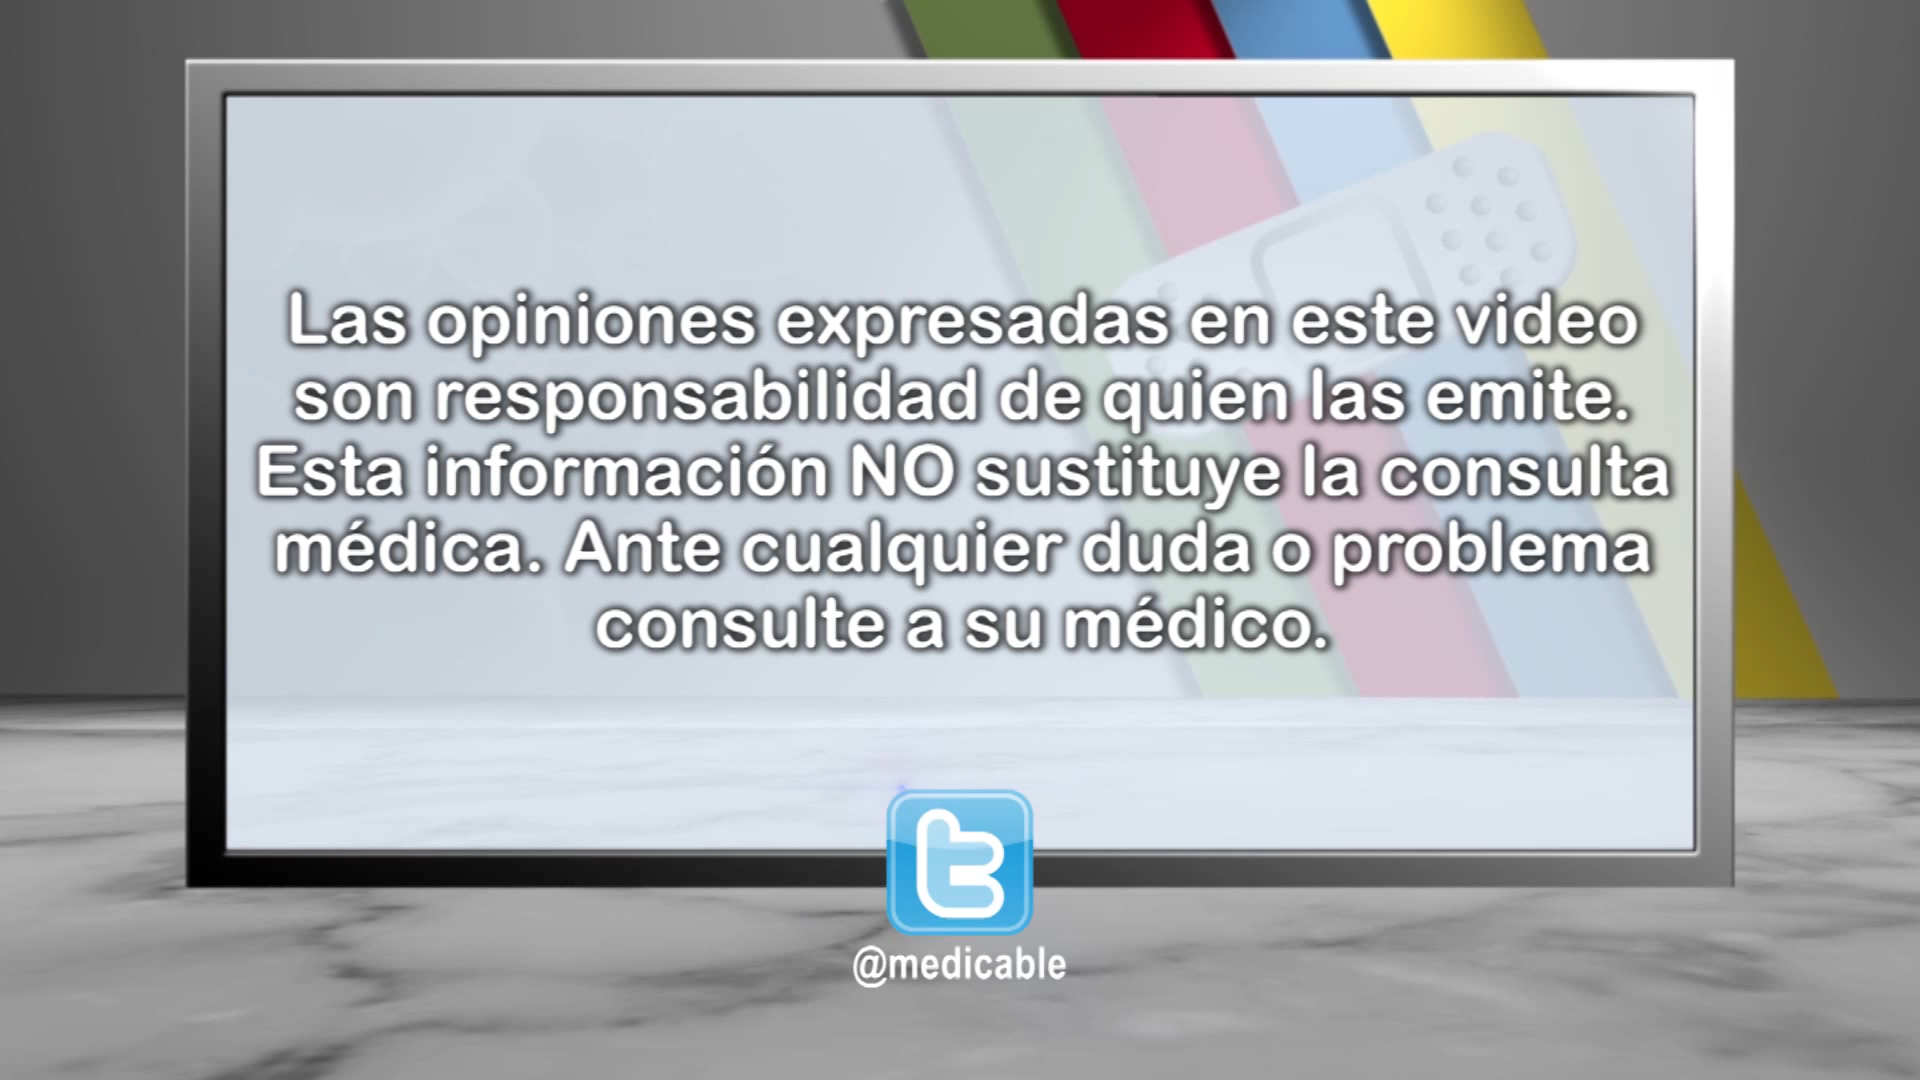 Las opiniones expresadas en este video
son responsabilidad de quien las emite.
Esta información NO sustituye la consulta
médica. Ante cualquier duda o problema
consulte a su médico.
@medicable